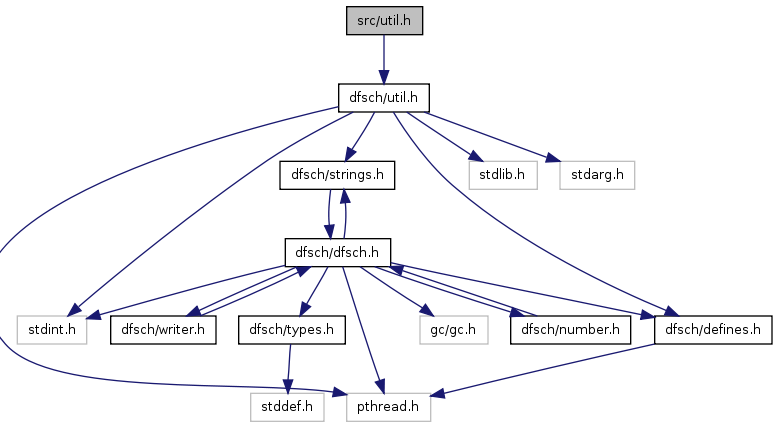 src/util.h
dfsch/util.h
dfsch/strings.h
stdlib.h
stdarg.h
dfsch/dfsch.h
stdint.h
dfsch/writer.h
dfsch/types.h
gc/gc.h
dfsch/number.h
dfsch/defines.h
stddef.h
pthread.h